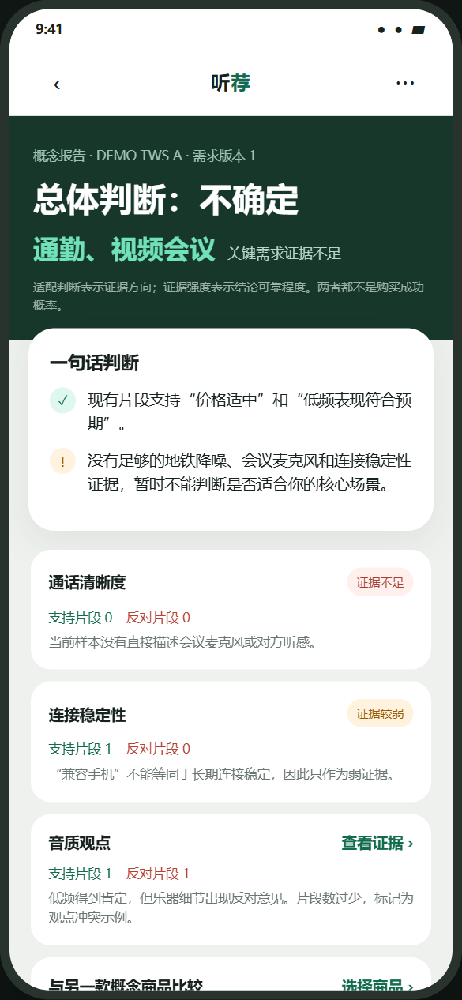 9:41
‹ 听荐 ···
概念报告 · DEMO TWS A · 需求版本 1
总体判断：不确定
通勤、视频会议 关键需求证据不足
适配判断表示证据方向；证据强度表示结论可靠程度。两者都不是购买成功
概率。
一句话判断
✓ 现有片段支持“价格适中”和“低频表现符合预
期”。
! 没有足够的地铁降噪、会议麦克风和连接稳定性
证据，暂时不能判断是否适合你的核心场景。
通话清晰度 证据不足
支持片段 0 反对片段 0
当前样本没有直接描述会议麦克风或对方听感。
连接稳定性 证据较弱
支持片段 1 反对片段 0
“兼容手机”不能等同于长期连接稳定，因此只作为弱证据。
音质观点 查看证据 ›
支持片段 1 反对片段 1
低频得到肯定，但乐器细节出现反对意见。片段数过少，标记为
观点冲突示例。
与另一款概念商品比较 选择商品 ›